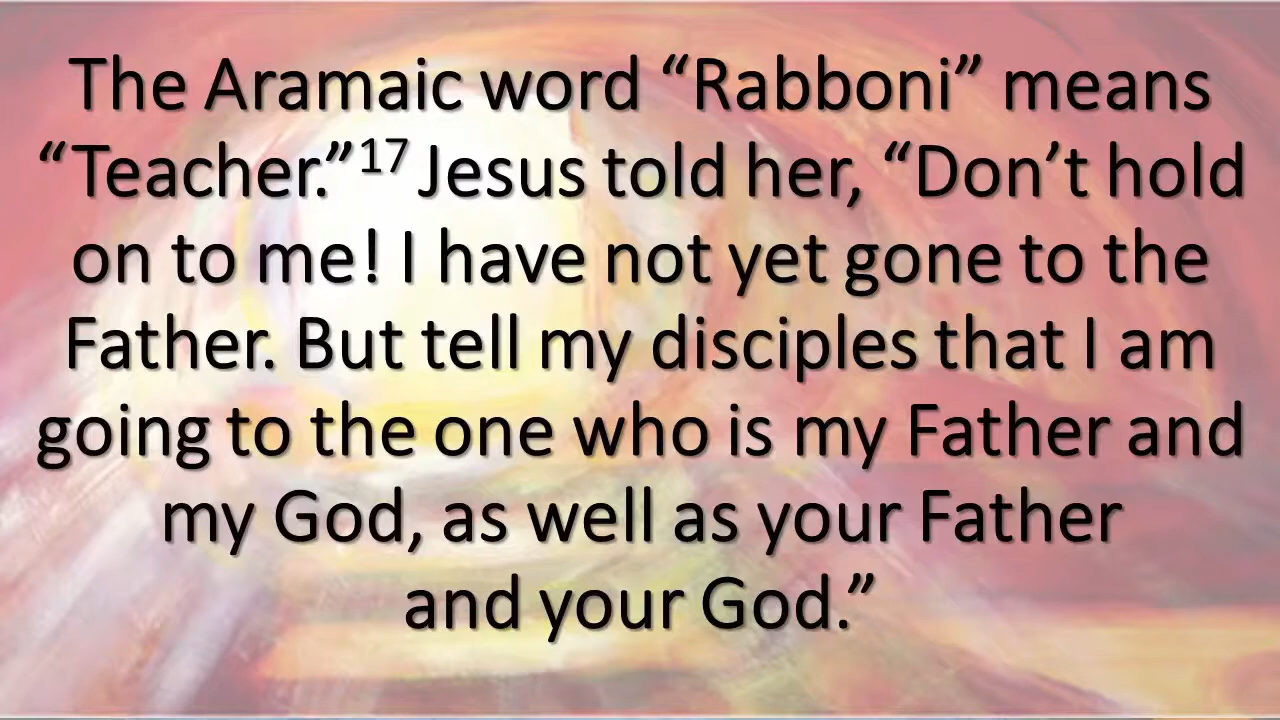 The Aramaic word “Rabboni” means
“Teacher.”17 Jesus told her, “Don’t hold
on to me! I have not yet gone to the
Father. But tell my disciples that I am
going to the one who is my Father and
my God, as well as your Father
and your God.”